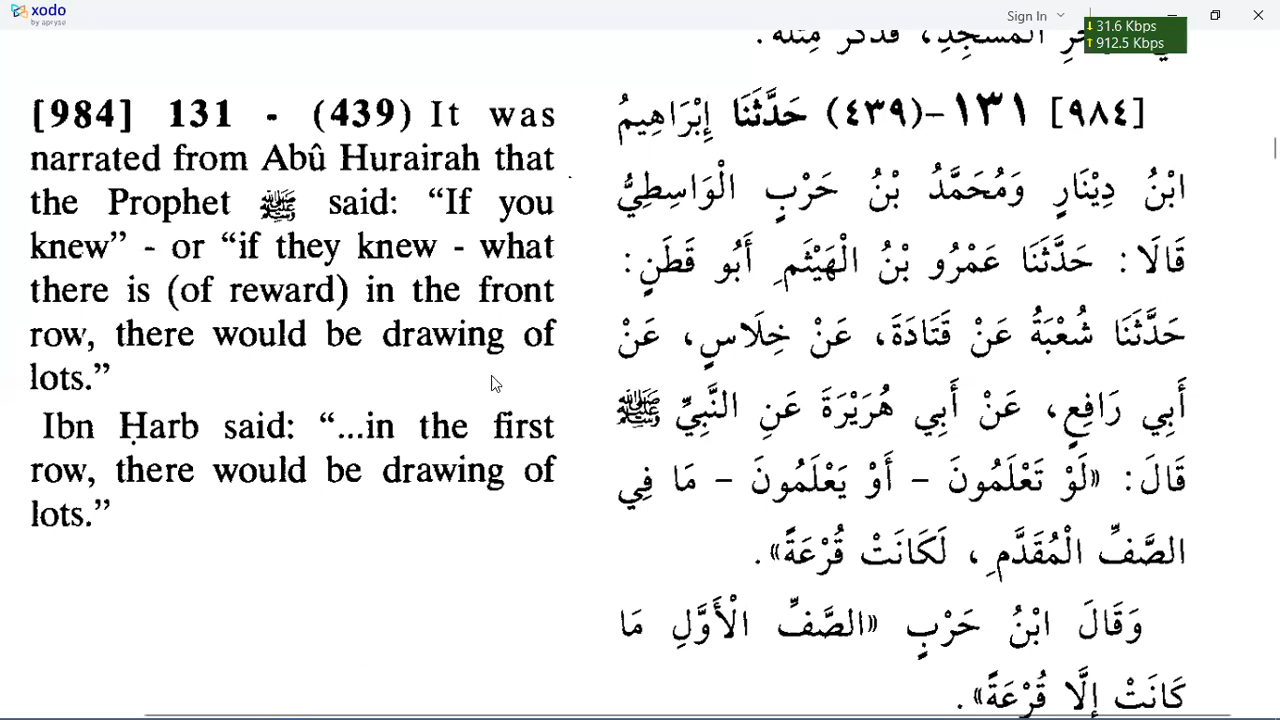 xodo
by apryse
Sign In
31.6 Kbps
912.5 Kbps
[984] 131 - (439) It was
narrated from Abû Hurairah that
the Prophet ﷺ said: “If you
knew” - or “if they knew - what
there is (of reward) in the front
row, there would be drawing of
lots.”
Ibn Ḥarb said: “...in the first
row, there would be drawing of
lots.”
الْمَسْجِدِ، فَذَكَرَ مِثْلَهُ.
[٩٨٤] ١٣١-(٤٣٩) حَدَّثَنَا إِبْرَاهِيمُ
ابْنُ دِيْنَارٍ وَمُحَمَّدُ بْنُ حَرْبٍ الْوَاسِطِيُّ
قَالَا: حَدَّثَنَا عَمْرُو بْنُ الْهَيْثَمِ أَبُو قَطَنٍ:
حَدَّثَنَا شُعْبَةُ عَنْ قَتَادَةَ، عَنْ خِلَاسٍ، عَنْ
أَبِي رَافِعٍ، عَنْ أَبِي هُرَيْرَةَ عَنِ النَّبِيِّ ﷺ
قَالَ: «لَوْ تَعْلَمُونَ - أَوْ يَعْلَمُونَ - مَا فِي
الصَّفِّ الْمُقَدَّمِ، لَكَانَتْ قُرْعَةً».
وَقَالَ ابْنُ حَرْبٍ «الصَّفِّ الْأَوَّلِ مَا
كَانَتْ إِلَّا قُرْعَةً».